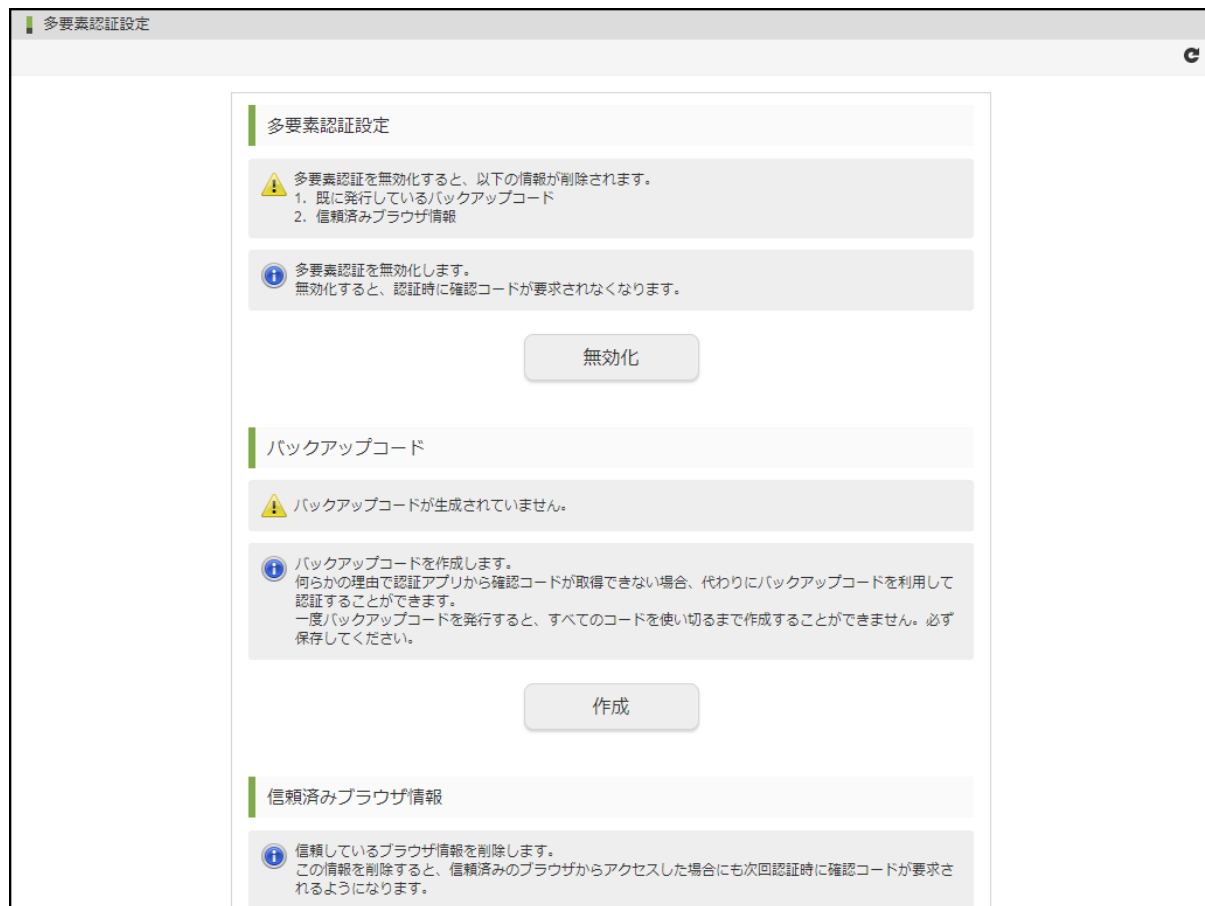 多要素認証設定
多要素認証設定
多要素認証を無効化すると、以下の情報が削除されます。
1. 既に発行しているバックアップコード
2. 信頼済みブラウザ情報
多要素認証を無効化します。
無効化すると、認証時に確認コードが要求されなくなります。
無効化
バックアップコード
バックアップコードが生成されていません。
バックアップコードを作成します。
何らかの理由で認証アプリから確認コードが取得できない場合、代わりにバックアップコードを利用して
認証することができます。
一度バックアップコードを発行すると、すべてのコードを使い切るまで作成することができません。必ず
保存してください。
作成
信頼済みブラウザ情報
信頼しているブラウザ情報を削除します。
この情報を削除すると、信頼済みのブラウザからアクセスした場合にも次回認証時に確認コードが要求さ
れるようになります。